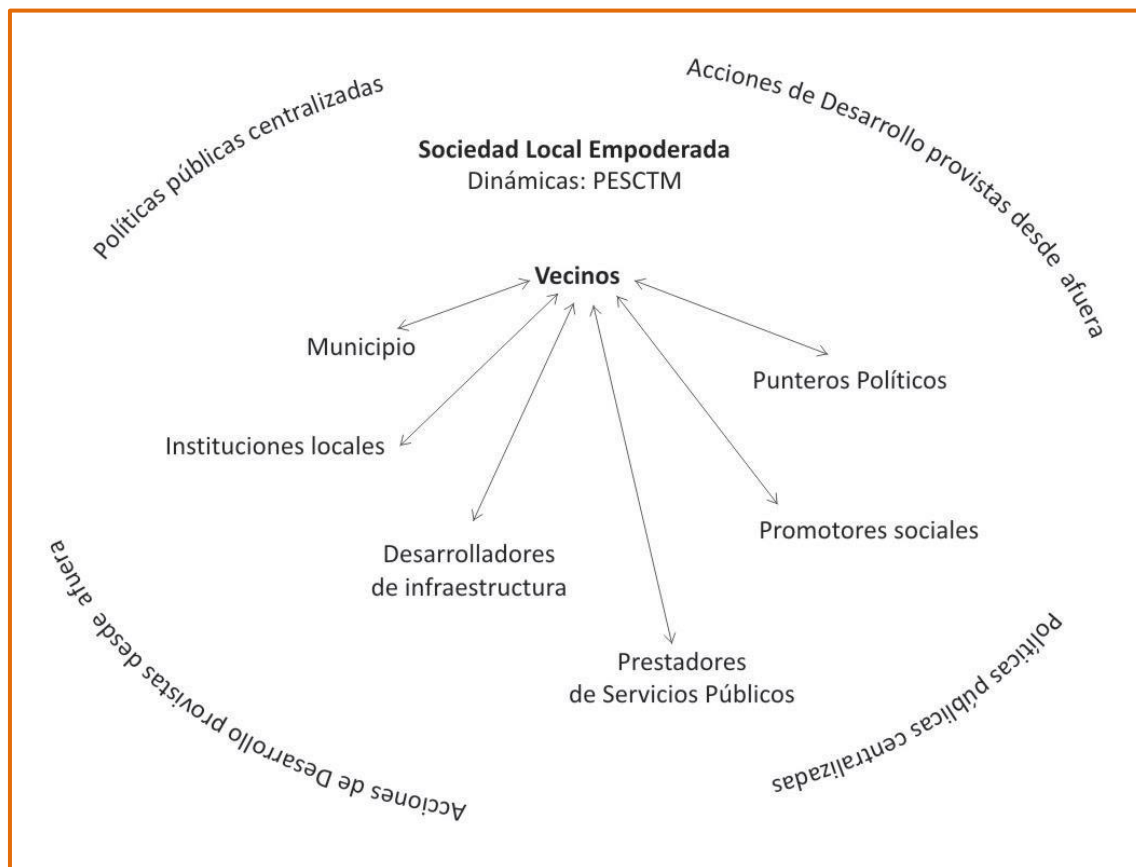 Políticas públicas centralizadas
Acciones de Desarrollo provistas desde afuera
Sociedad Local Empoderada
Dinámicas: PESCTM
Vecinos
Municipio
Punteros Políticos
Instituciones locales
Promotores sociales
Desarrolladores
de infraestructura
Prestadores
de Servicios Públicos
Acciones de Desarrollo provistas desde afuera
Políticas públicas centralizadas